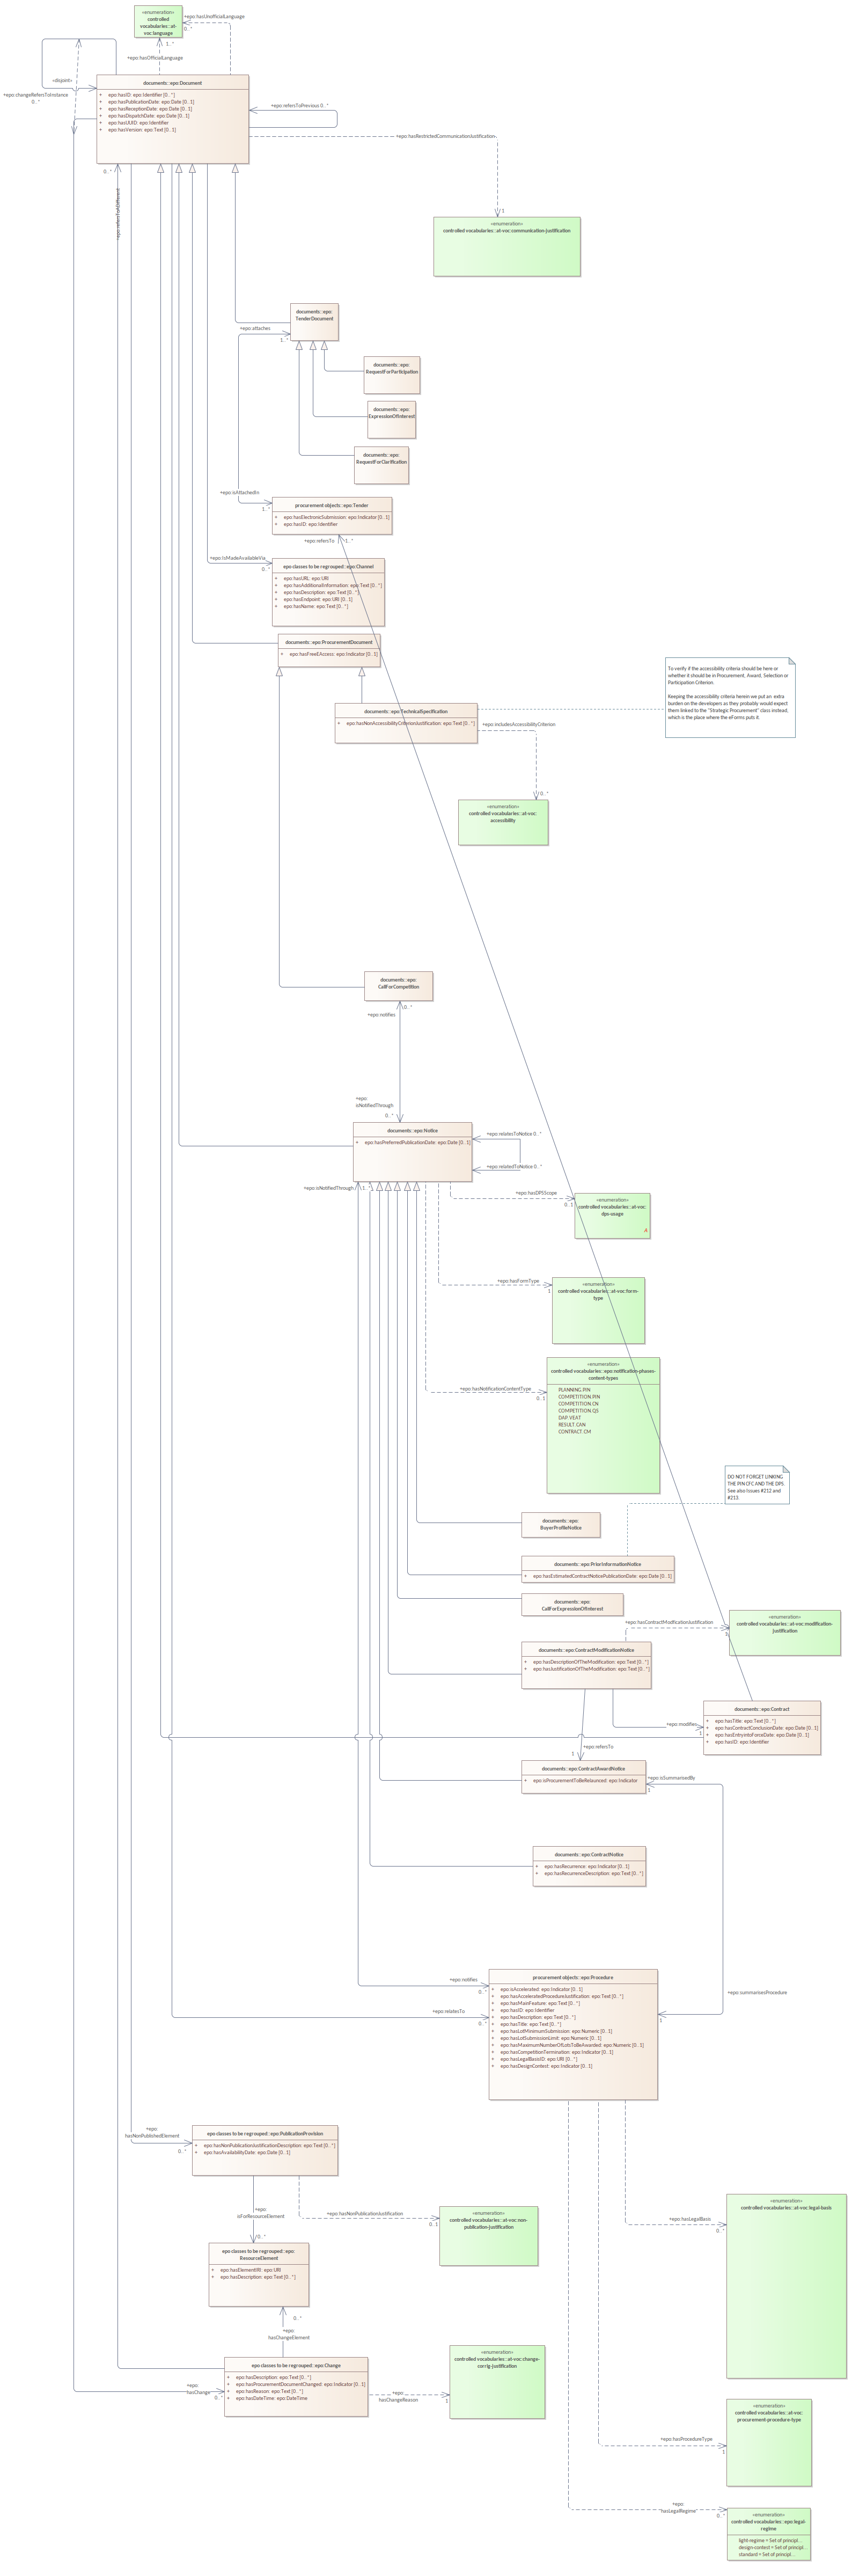 «enumeration»
controlled
vocabularies::at-
voc:language
+epo:hasUnofficialLanguage
0..*
1..*
+epo:hasOfficialLanguage
«disjoint»
+epo:changeRefersToInstance
0..*
documents::epo:Document
+ epo:hasID: epo:Identifier [0..*]
+ epo:hasPublicationDate: epo:Date [0..1]
+ epo:hasReceptionDate: epo:Date [0..1]
+ epo:hasDispatchDate: epo:Date [0..1]
+ epo:hasUUID: epo:Identifier
+ epo:hasVersion: epo:Text [0..1]
+epo:refersToPrevious 0..*
+epo:hasRestrictedCommunicationJustification
1
0..*
+epo:refersToADifferent
«enumeration»
controlled vocabularies::at-voc:communication-justification
documents::epo:
TenderDocument
+epo:attaches
1..*
documents::epo:
RequestForParticipation
documents::epo:
ExpressionOfInterest
documents::epo:
RequestForClarification
+epo:isAttachedIn
1..*
procurement objects::epo:Tender
+ epo:hasElectronicSubmission: epo:Indicator [0..1]
+ epo:hasID: epo:Identifier
+epo:refersTo
1..*
+epo:IsMadeAvailableVia
0..*
epo classes to be regrouped::epo:Channel
+ epo:hasURL: epo:URI
+ epo:hasAdditionalInformation: epo:Text [0..*]
+ epo:hasDescription: epo:Text [0..*]
+ epo:hasEndpoint: epo:URI [0..1]
+ epo:hasName: epo:Text [0..*]
documents::epo:ProcurementDocument
+ epo:hasFreeEAccess: epo:Indicator [0..1]
To verify if the accessibility criteria should be here or
whether it should be in Procurement, Award, Selection or
Participation Criterion.
Keeping the accessibility criteria herein we put an extra
burden on the developers as they probably would expect
them linked to the "Strategic Procurement" class instead,
which is the place where the eForms puts it.
documents::epo:TechnicalSpecification
+ epo:hasNonAccessibilityCriterionJustification: epo:Text [0..*]
+epo:includesAccessibilityCriterion
0..*
«enumeration»
controlled vocabularies::at-voc:
accessibility
documents::epo:
CallForCompetition
0..*
+epo:notifies
+epo:
isNotifiedThrough
0..*
documents::epo:Notice
+ epo:hasPreferredPublicationDate: epo:Date [0..1]
+epo:relatesToNotice 0..*
+epo:relatedToNotice 0..*
+epo:isNotifiedThrough
1..*
+epo:hasDPSScope
0..1
«enumeration»
controlled vocabularies::at-voc:
dps-usage
A
+epo:hasFormType
1
«enumeration»
controlled vocabularies::at-voc:form-
type
«enumeration»
controlled vocabularies::epo:notification-phases-
content-types
PLANNING.PIN
COMPETITION.PIN
COMPETITION.CN
COMPETITION.QS
DAP.VEAT
RESULT.CAN
CONTRACT.CM
+epo:hasNotificationContentType
0..1
DO NOT FORGET LINKING
THE PIN CFC AND THE DPS.
See also Issues #212 and
#213.
documents::epo:
BuyerProfileNotice
documents::epo:PriorInformationNotice
+ epo:hasEstimatedContractNoticePublicationDate: epo:Date [0..1]
documents::epo:
CallForExpressionOfInterest
+epo:hasContractModificationJustification
1
«enumeration»
controlled vocabularies::at-voc:modification-
justification
documents::epo:ContractModificationNotice
+ epo:hasDescriptionOfTheModification: epo:Text [0..*]
+ epo:hasJustificationOfTheModification: epo:Text [0..*]
documents::epo:Contract
+ epo:hasTitle: epo:Text [0..*]
+ epo:hasContractConclusionDate: epo:Date [0..1]
+ epo:hasEntryintoForceDate: epo:Date [0..1]
+ epo:hasID: epo:Identifier
+epo:modifies
1
+epo:refersTo
1
documents::epo:ContractAwardNotice
+ epo:isProcurementToBeRelaunced: epo:Indicator
+epo:isSummarisedBy
1
documents::epo:ContractNotice
+ epo:hasRecurrence: epo:Indicator [0..1]
+ epo:hasRecurrenceDescription: epo:Text [0..*]
procurement objects::epo:Procedure
+ epo:isAccelerated: epo:Indicator [0..1]
+ epo:hasAcceleratedProcedureJustification: epo:Text [0..*]
+ epo:hasMainFeature: epo:Text [0..*]
+ epo:hasID: epo:Identifier
+ epo:hasDescription: epo:Text [0..*]
+ epo:hasTitle: epo:Text [0..*]
+ epo:hasLotMinimumSubmission: epo:Numeric [0..1]
+ epo:hasLotSubmissionLimit: epo:Numeric [0..1]
+ epo:hasMaximumNumberOfLotsToBeAwarded: epo:Numeric [0..1]
+ epo:hasCompetitionTermination: epo:Indicator [0..1]
+ epo:hasLegalBasisID: epo:URI [0..*]
+ epo:hasDesignContest: epo:Indicator [0..1]
+epo:notifies
0..*
+epo:summarisesProcedure
1
+epo:relatesTo
0..*
+epo:
hasNonPublishedElement
0..*
epo classes to be regrouped::epo:PublicationProvision
+ epo:hasNonPublicationJustificationDescription: epo:Text [0..*]
+ epo:hasAvailabilityDate: epo:Date [0..1]
+epo:
isForResourceElement
0..*
+epo:hasNonPublicationJustification
0..1
«enumeration»
controlled vocabularies::at-voc:non-
publication-justification
+epo:hasLegalBasis
0..*
«enumeration»
controlled vocabularies::at-voc:legal-basis
epo classes to be regrouped::epo:
ResourceElement
+ epo:hasElementIRI: epo:URI
+ epo:hasDescription: epo:Text [0..*]
0..*
+epo:
hasChangeElement
epo classes to be regrouped::epo:Change
+ epo:hasDescription: epo:Text [0..*]
+ epo:hasProcurementDocumentChanged: epo:Indicator [0..1]
+ epo:hasReason: epo:Text [0..*]
+ epo:hasDateTime: epo:DateTime
+epo:
hasChange
0..*
+epo:
hasChangeReason
1
«enumeration»
controlled vocabularies::at-voc:change-
corrig-justification
+epo:hasProcedureType
1
«enumeration»
controlled vocabularies::at-voc:
procurement-procedure-type
+epo:
hasLegalRegime
0..*
«enumeration»
controlled vocabularies::epo:legal-
regime
light-regime = Set of principl...
design-contest = Set of principl...
standard = Set of principl...